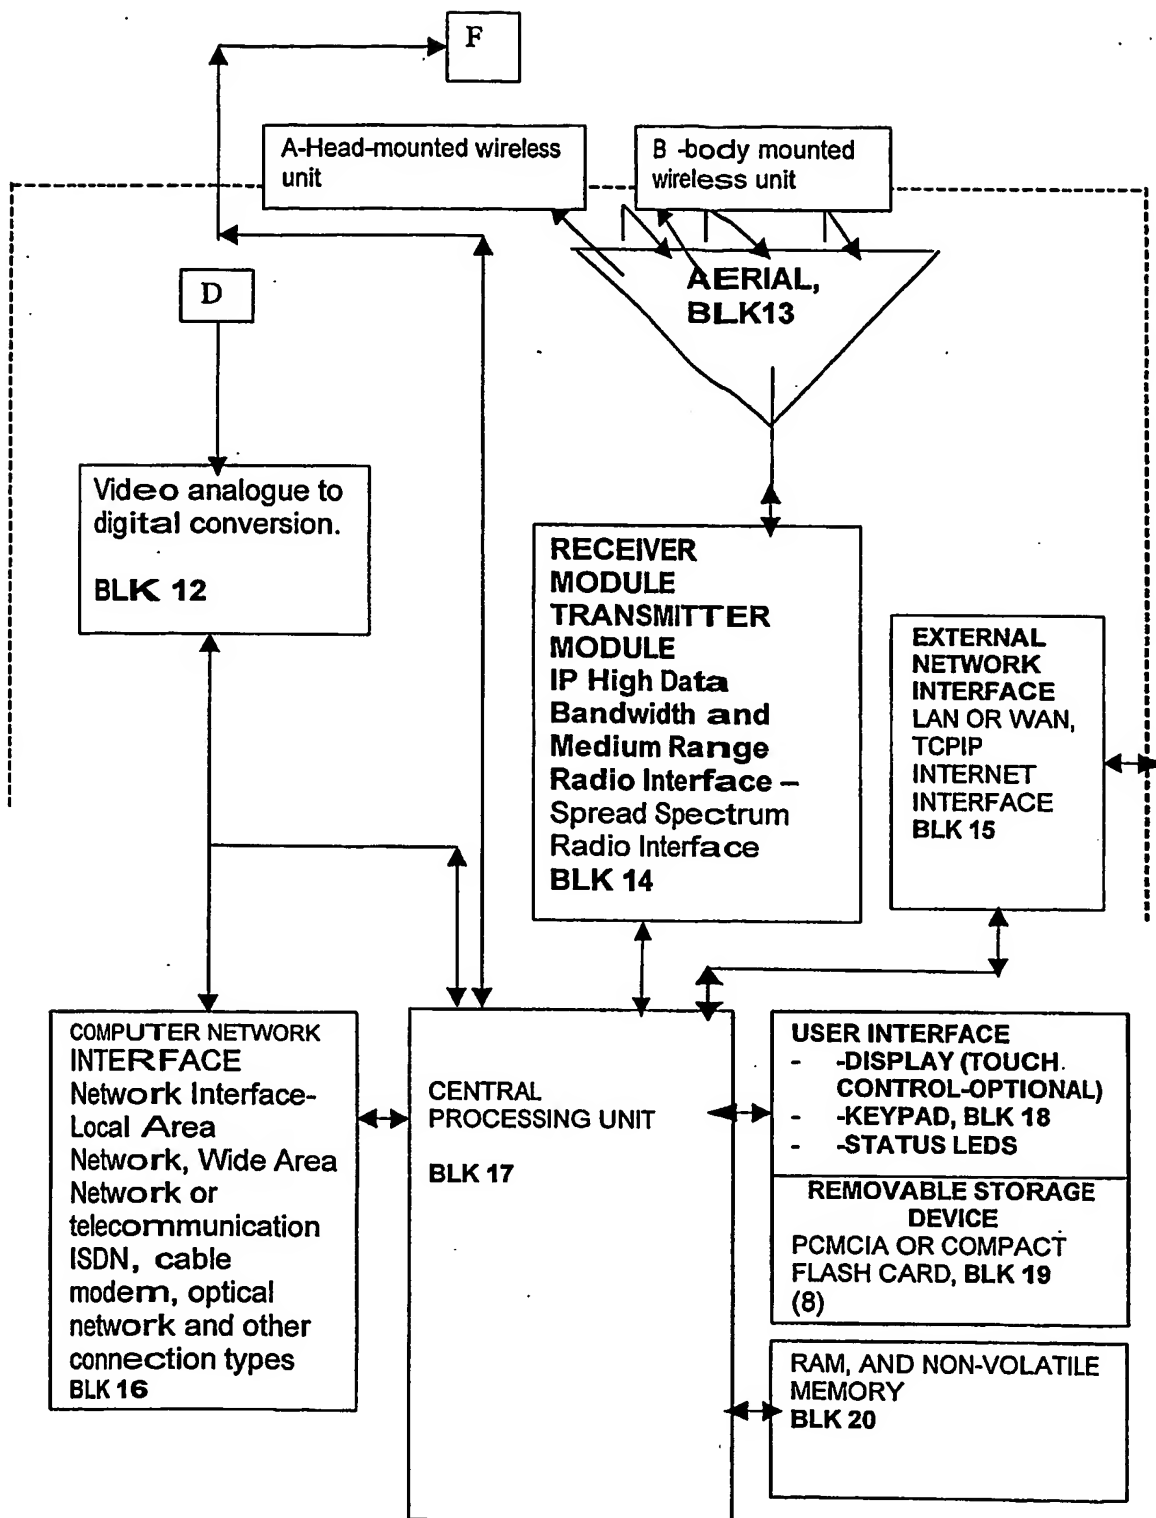 F
A-Head-mounted wireless
unit
B -body mounted
wireless unit
D
AERIAL,
BLK13
Video analogue to
digital conversion.
BLK 12
RECEIVER
MODULE
TRANSMITTER
MODULE
IP High Data
Bandwidth and
Medium Range
Radio Interface –
Spread Spectrum
Radio Interface
BLK 14
EXTERNAL
NETWORK
INTERFACE
LAN OR WAN,
TCPIP
INTERNET
INTERFACE
BLK 15
COMPUTER NETWORK
INTERFACE
Network Interface-
Local Area
Network, Wide Area
Network or
telecommunication
ISDN, cable
modem, optical
network and other
connection types
BLK 16
CENTRAL
PROCESSING UNIT
BLK 17
USER INTERFACE
- -DISPLAY (TOUCH
CONTROL-OPTIONAL)
- -KEYPAD, BLK 18
- -STATUS LEDS
REMOVABLE STORAGE
DEVICE
PCMCIA OR COMPACT
FLASH CARD, BLK 19
(8)
RAM, AND NON-VOLATILE
MEMORY
BLK 20